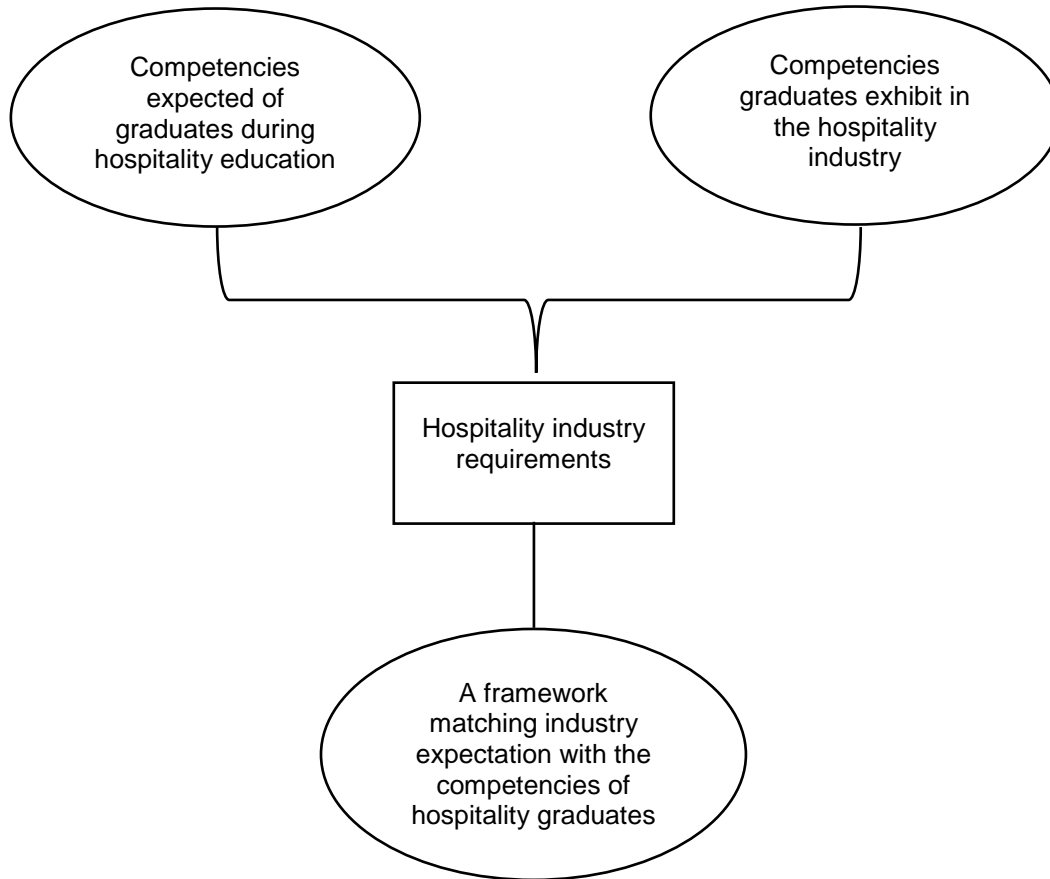 Competencies
expected of
graduates during
hospitality education
Competencies
graduates exhibit in
the hospitality
industry
Hospitality industry
requirements
A framework
matching industry
expectation with the
competencies of
hospitality graduates